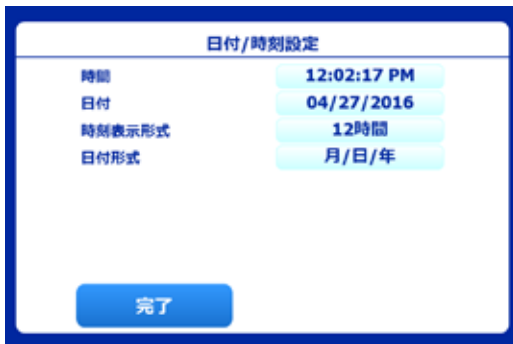 日付/時刻設定
時間 12:02:17 PM
日付 04/27/2016
時刻表示形式 12時間
日付形式 月/日/年
完了